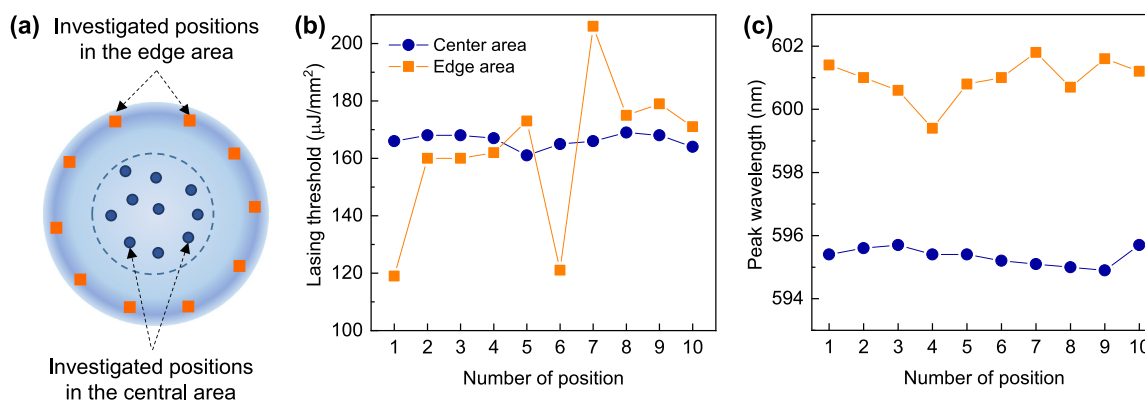 (a)
Investigated positions
in the edge area
Investigated positions
in the central area
(b)
Lasing threshold (μJ/mm²)
200
180
160
140
120
100
Center area
Edge area
1 2 3 4 5 6 7 8 9 10
Number of position
(c)
Peak wavelength (nm)
602
600
598
596
594
1 2 3 4 5 6 7 8 9 10
Number of position